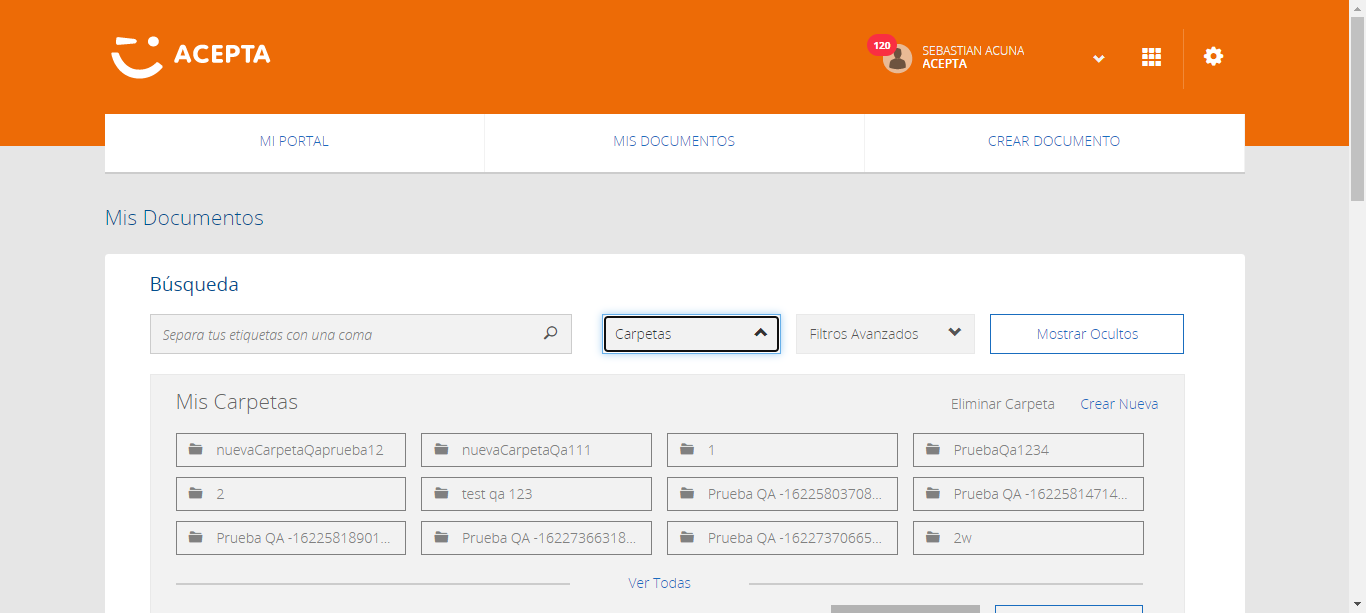 ACEPTA
120
SEBASTIAN ACUNA
ACEPTA
MI PORTAL
MIS DOCUMENTOS
CREAR DOCUMENTO
Mis Documentos
Búsqueda
Separa tus etiquetas con una coma
Carpetas
Filtros Avanzados
Mostrar Ocultos
Mis Carpetas
Eliminar Carpeta
Crear Nueva
nuevaCarpetaQaprueba12
nuevaCarpetaQa111
1
PruebaQa1234
2
test qa 123
Prueba QA -16225803708...
Prueba QA -16225814714...
Prueba QA -16225818901...
Prueba QA -16227366318...
Prueba QA -16227370665...
2w
Ver Todas